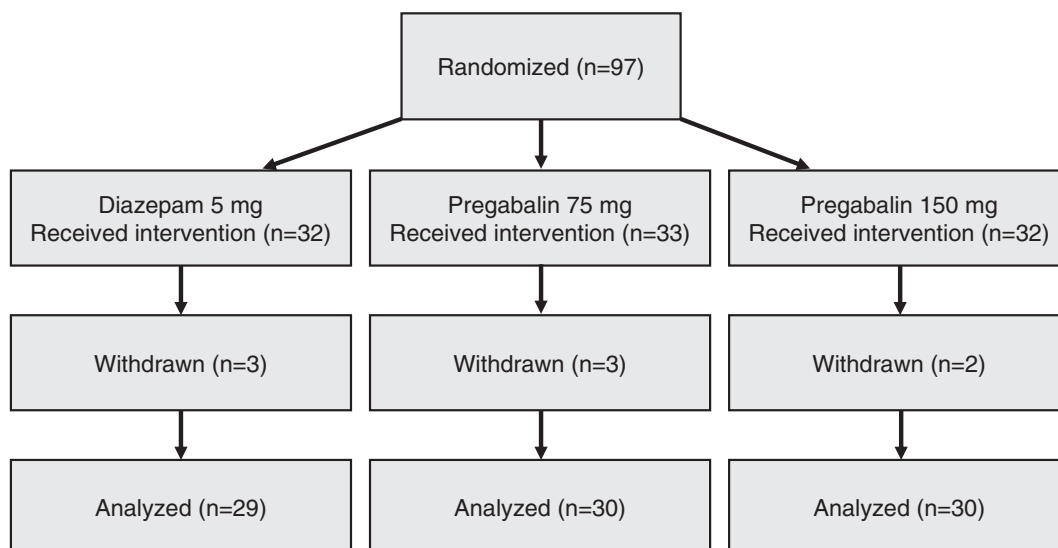 Randomized (n=97)
Diazepam 5 mg
Received intervention (n=32)
Pregabalin 75 mg
Received intervention (n=33)
Pregabalin 150 mg
Received intervention (n=32)
Withdrawn (n=3)
Withdrawn (n=3)
Withdrawn (n=2)
Analyzed (n=29)
Analyzed (n=30)
Analyzed (n=30)